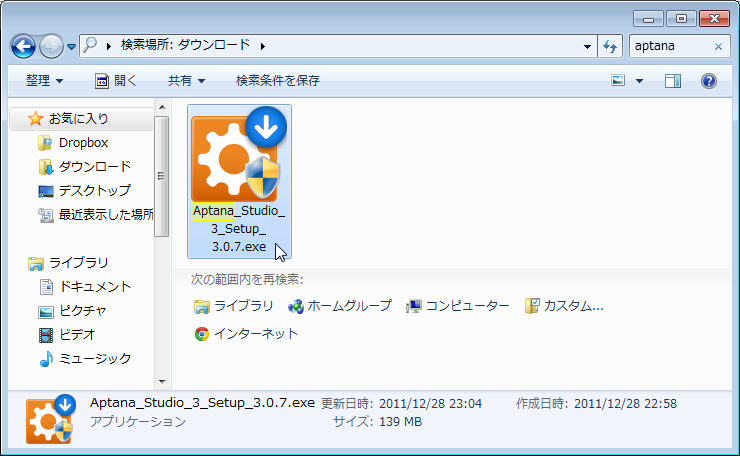 検索場所: ダウンロード
aptana
整理
開く
共有
検索条件を保存
お気に入り
Dropbox
ダウンロード
デスクトップ
最近表示した場所
ライブラリ
ドキュメント
ピクチャ
ビデオ
ミュージック
Aptana_Studio_
3_Setup_
3.0.7.exe
次の範囲内を再検索:
ライブラリ ホームグループ コンピューター カスタム...
インターネット
Aptana_Studio_3_Setup_3.0.7.exe 更新日時: 2011/12/28 23:04 作成日時: 2011/12/28 22:58
アプリケーション サイズ: 139 MB